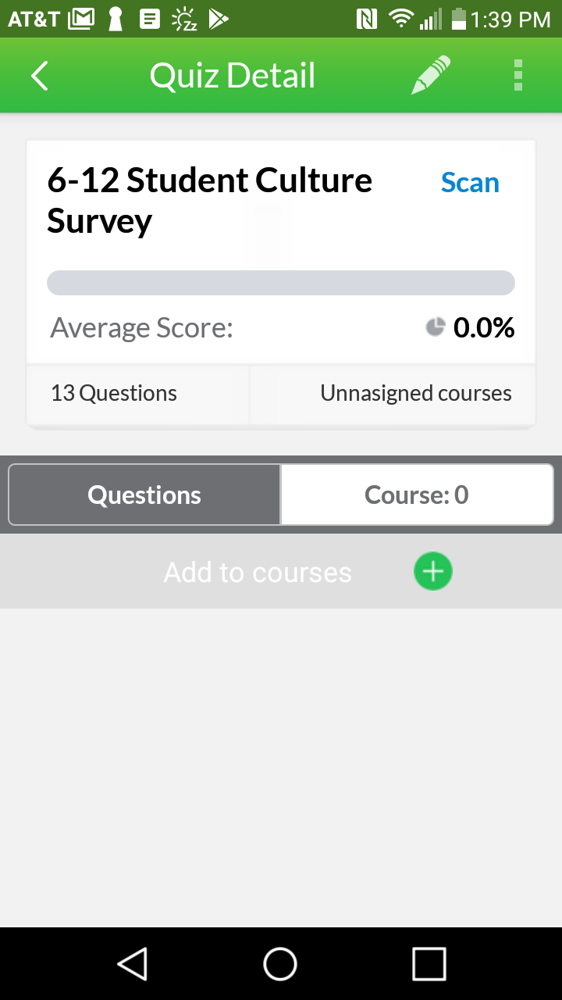 AT&T 1:39 PM
Quiz Detail
6-12 Student Culture Scan
Survey
Average Score: 0.0%
13 Questions Unnasigned courses
Questions Course: 0
Add to courses